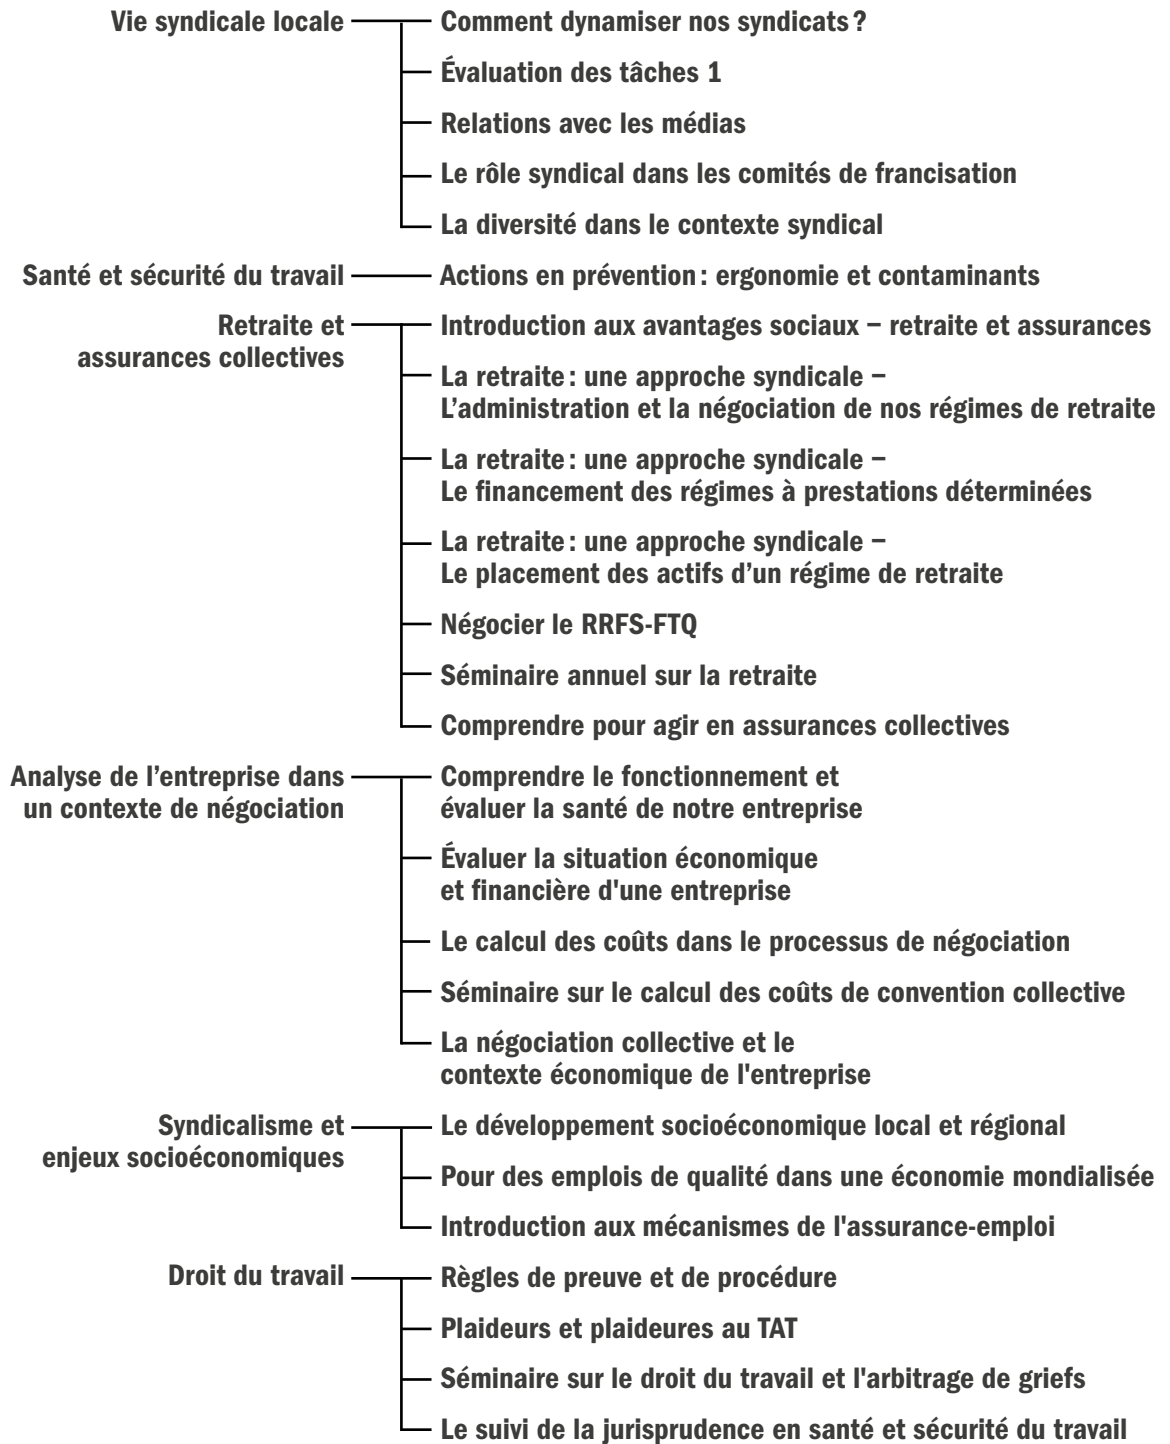 Vie syndicale locale
Comment dynamiser nos syndicats ?
Évaluation des tâches 1
Relations avec les médias
Le rôle syndical dans les comités de francisation
La diversité dans le contexte syndical
Santé et sécurité du travail
Actions en prévention : ergonomie et contaminants
Retraite et
assurances collectives
Introduction aux avantages sociaux – retraite et assurances
La retraite : une approche syndicale –
L’administration et la négociation de nos régimes de retraite
La retraite : une approche syndicale –
Le financement des régimes à prestations déterminées
La retraite : une approche syndicale –
Le placement des actifs d’un régime de retraite
Négocier le RRFS-FTQ
Séminaire annuel sur la retraite
Comprendre pour agir en assurances collectives
Analyse de l’entreprise dans
un contexte de négociation
Comprendre le fonctionnement et
évaluer la santé de notre entreprise
Évaluer la situation économique
et financière d'une entreprise
Le calcul des coûts dans le processus de négociation
Séminaire sur le calcul des coûts de convention collective
La négociation collective et le
contexte économique de l'entreprise
Syndicalisme et
enjeux socioéconomiques
Le développement socioéconomique local et régional
Pour des emplois de qualité dans une économie mondialisée
Introduction aux mécanismes de l'assurance-emploi
Droit du travail
Règles de preuve et de procédure
Plaideurs et plaideures au TAT
Séminaire sur le droit du travail et l'arbitrage de griefs
Le suivi de la jurisprudence en santé et sécurité du travail